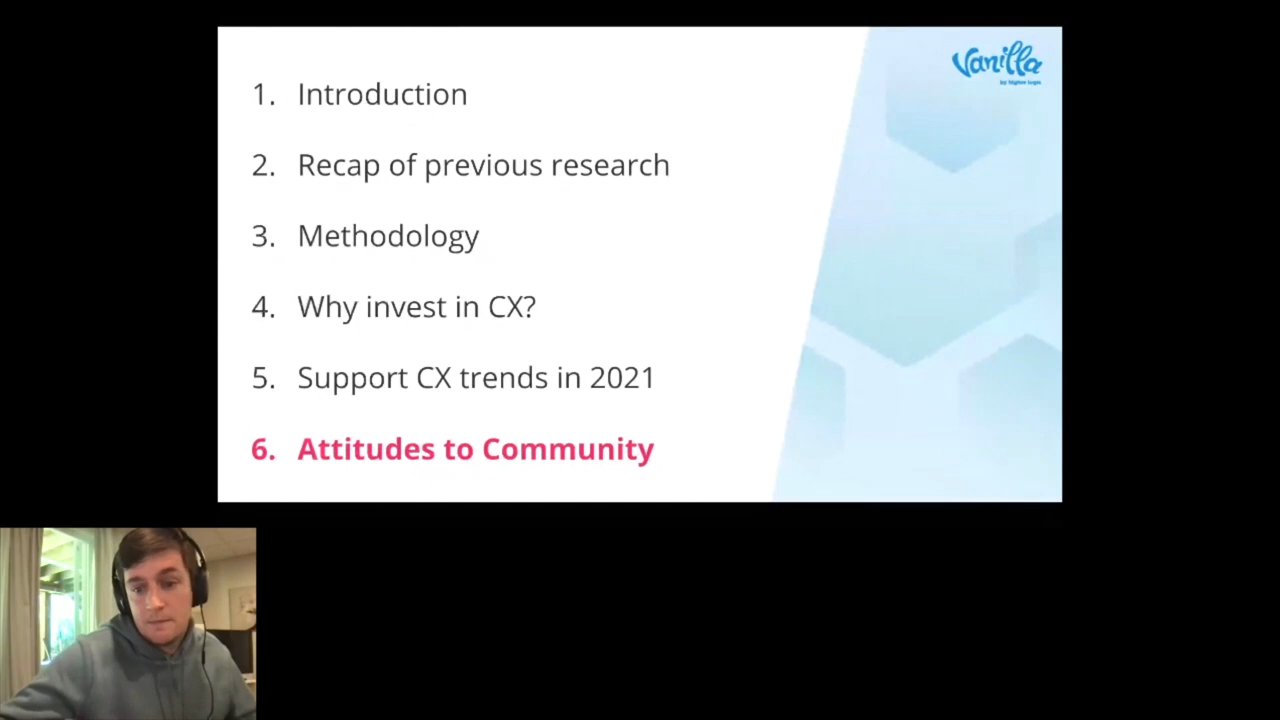 Vanilla
by higher logic
1. Introduction
2. Recap of previous research
3. Methodology
4. Why invest in CX?
5. Support CX trends in 2021
6. Attitudes to Community